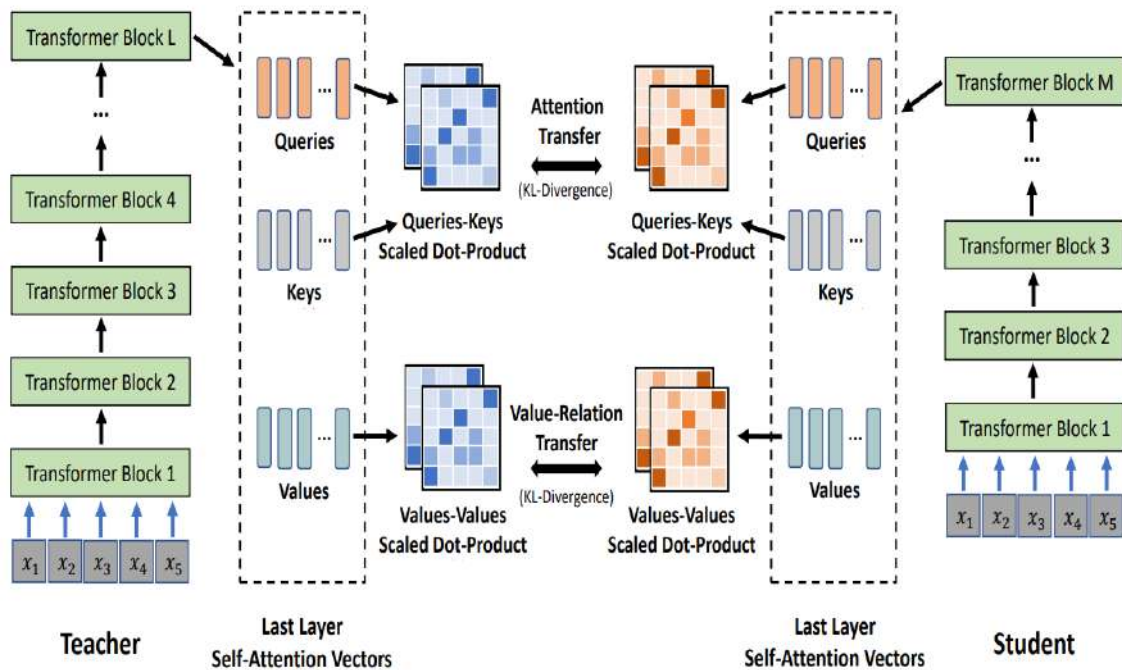 Transformer Block L
...
Transformer Block 4
Transformer Block 3
Transformer Block 2
Transformer Block 1
x₁ x₂ x₃ x₄ x₅
Teacher
...
Queries
...
Keys
...
Values
Last Layer
Self-Attention Vectors
Queries-Keys
Scaled Dot-Product
Values-Values
Scaled Dot-Product
Attention
Transfer
(KL-Divergence)
Value-Relation
Transfer
(KL-Divergence)
Queries-Keys
Scaled Dot-Product
Values-Values
Scaled Dot-Product
...
Queries
...
Keys
...
Values
Last Layer
Self-Attention Vectors
Transformer Block M
...
Transformer Block 3
Transformer Block 2
Transformer Block 1
x₁ x₂ x₃ x₄ x₅
Student